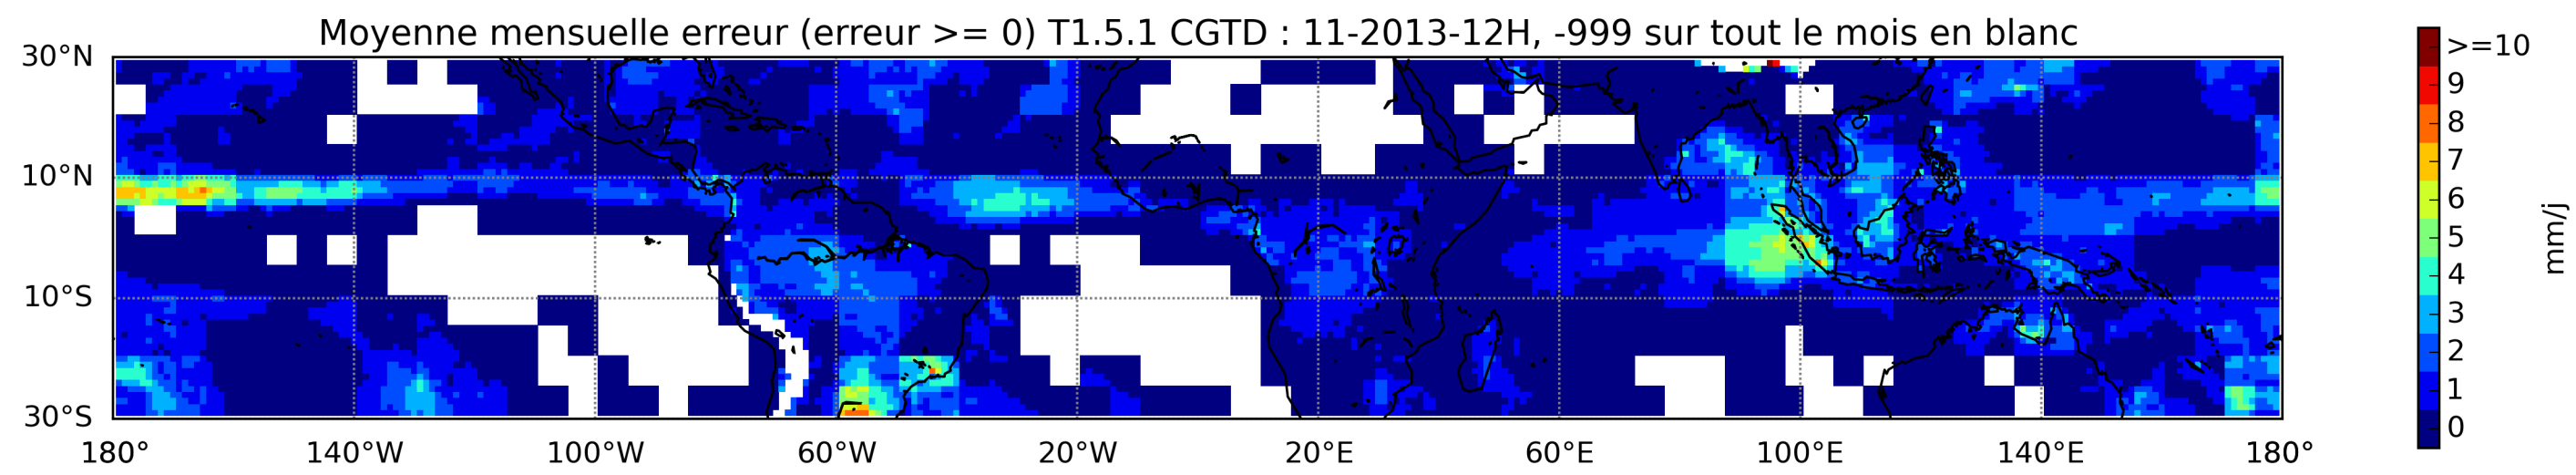 Moyenne mensuelle erreur (erreur >= 0) T1.5.1 CGTD : 11-2013-12H, -999 sur tout le mois en blanc
30°N
10°N
10°S
30°S
180° 140°W 100°W 60°W 20°W 20°E 60°E 100°E 140°E 180°
>=10
9
8
7
6
5
4
3
2
1
0
mm/j